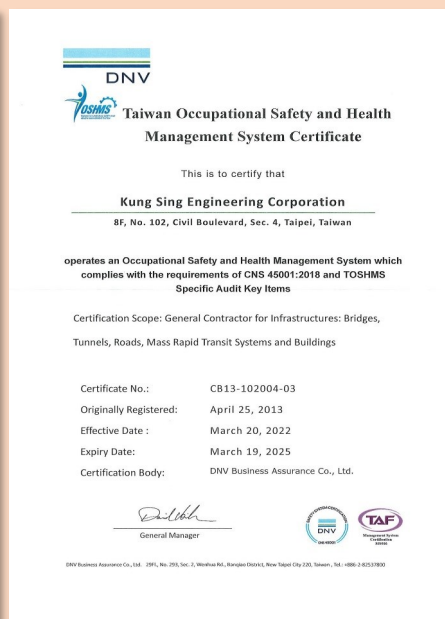 DNV
TOSHMS
Taiwan Occupational Safety and Health
Management System Certificate
This is to certify that
Kung Sing Engineering Corporation
8F, No. 102, Civil Boulevard, Sec. 4, Taipei, Taiwan
operates an Occupational Safety and Health Management System which
complies with the requirements of CNS 45001:2018 and TOSHMS
Specific Audit Key Items
Certification Scope: General Contractor for Infrastructures: Bridges,
Tunnels, Roads, Mass Rapid Transit Systems and Buildings
Certificate No.: CB13-102004-03
Originally Registered: April 25, 2013
Effective Date : March 20, 2022
Expiry Date: March 19, 2025
Certification Body: DNV Business Assurance Co., Ltd.
General Manager
DNV
TAF
Management System
Certification
DNV Business Assurance Co., Ltd. 29Fl., No. 293, Sec. 2, Wenhua Rd., Banqiao District, New Taipei City 220, Taiwan , Tel.: +886-2-82537800